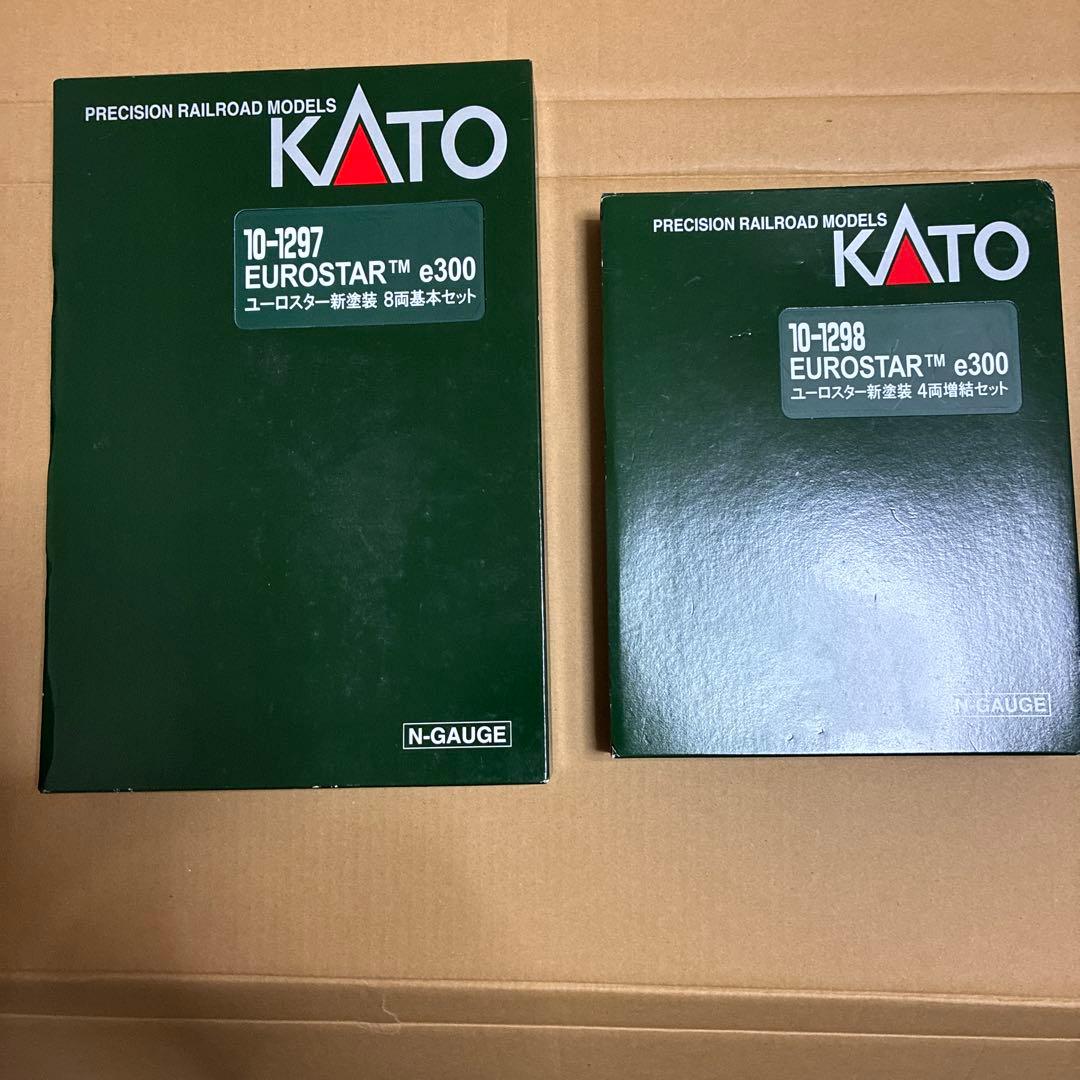 PRECISION RAILROAD MODELS
KATO
10-1297
EUROSTAR™ e300
ユーロスター新塗装 8両基本セット
N-GAUGE
PRECISION RAILROAD MODELS
KATO
10-1298
EUROSTAR™ e300
ユーロスター新塗装 4両増結セット
N-GAUGE